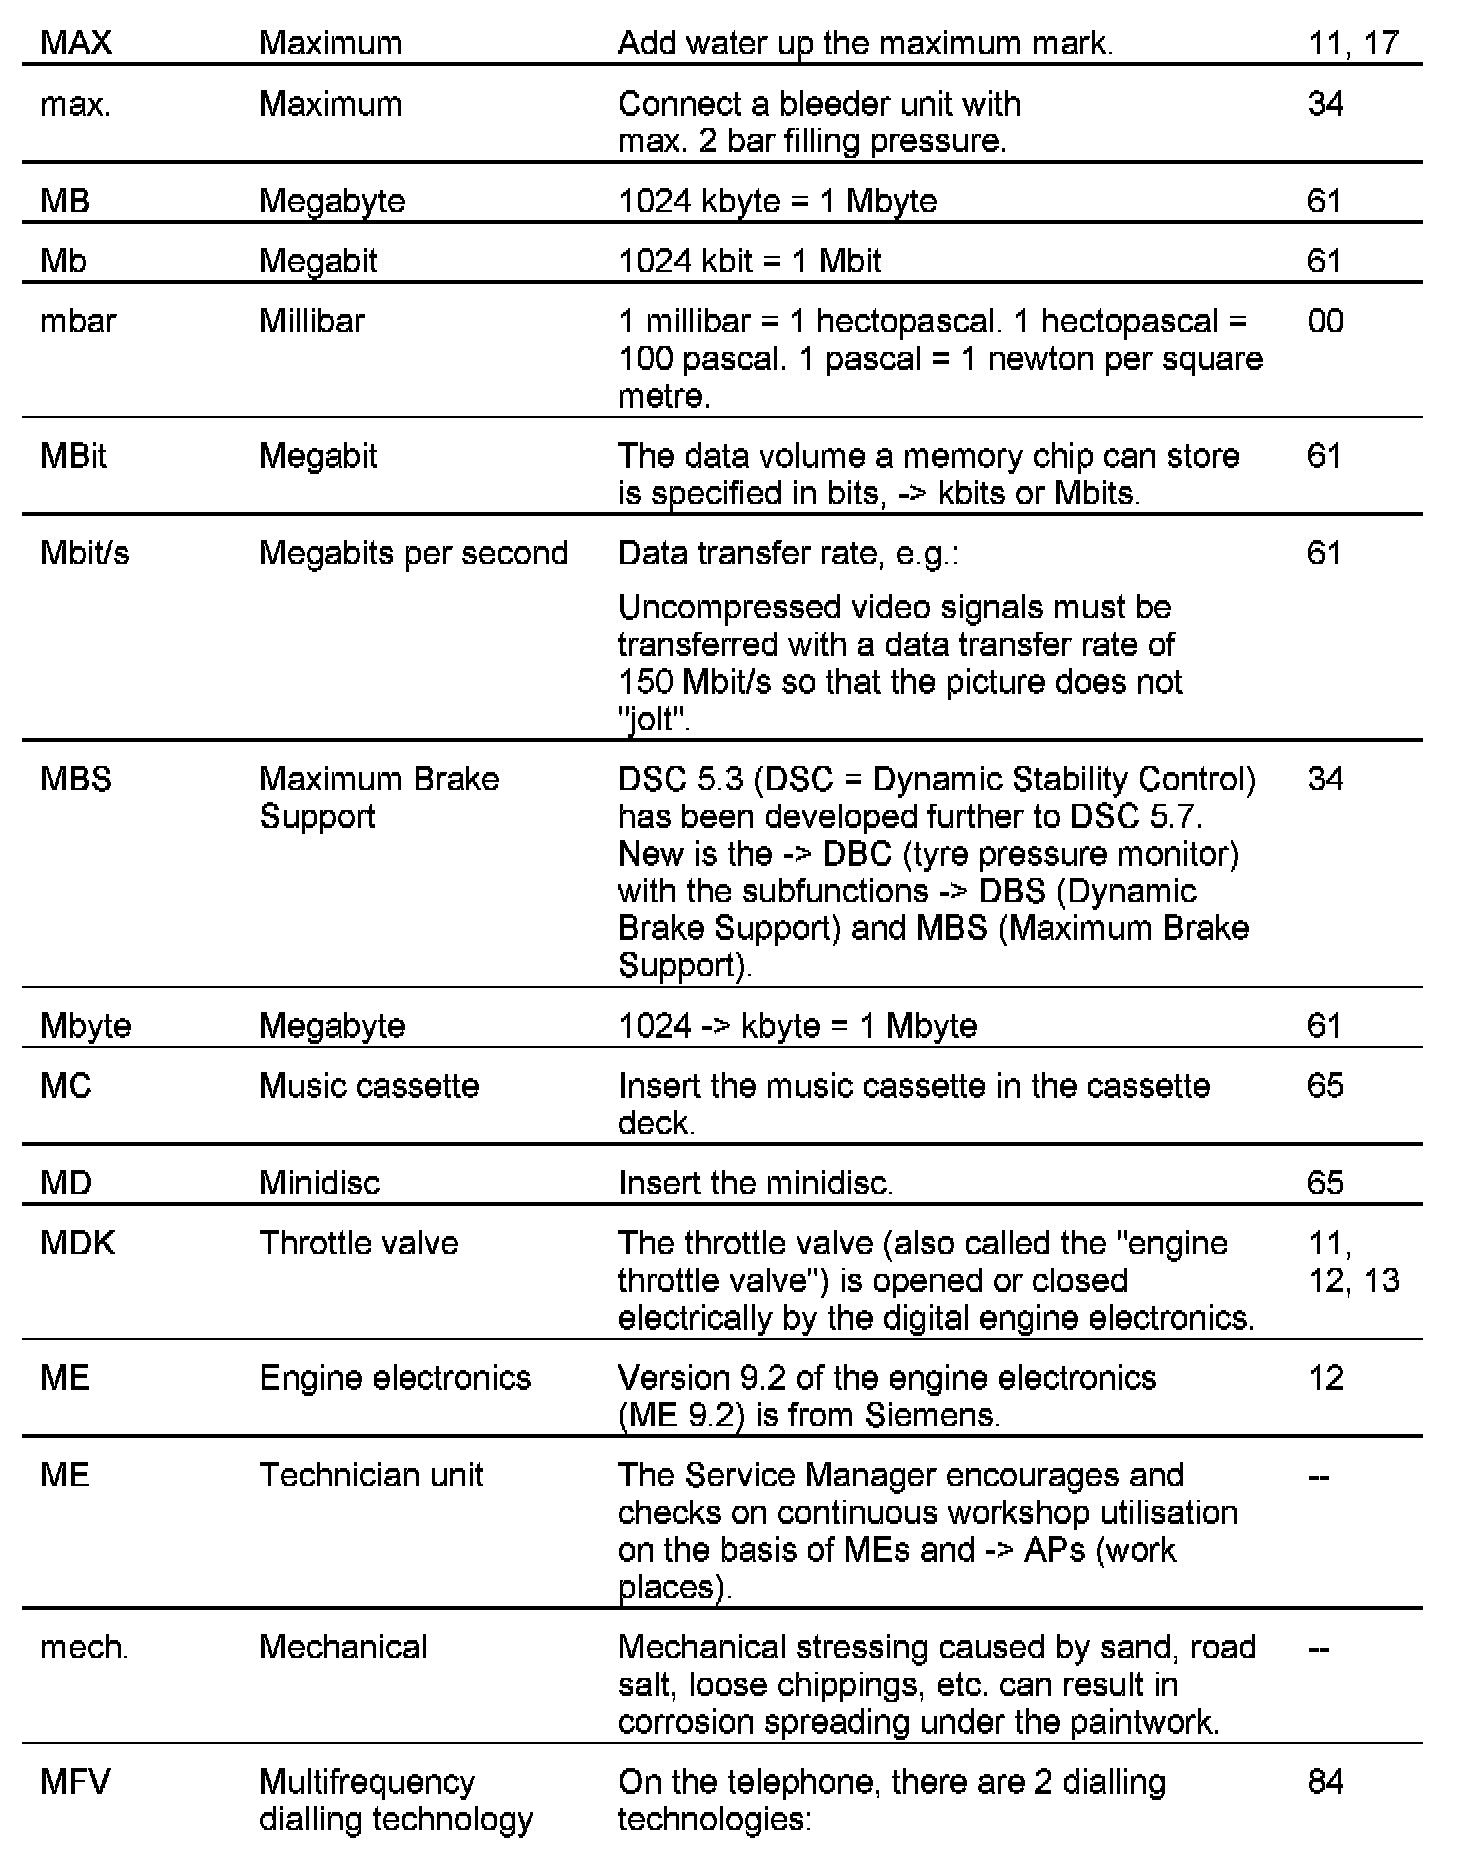 MAX Maximum Add water up the maximum mark. 11, 17
max. Maximum Connect a bleeder unit with 34
max. 2 bar filling pressure.
MB Megabyte 1024 kbyte = 1 Mbyte 61
Mb Megabit 1024 kbit = 1 Mbit 61
mbar Millibar 1 millibar = 1 hectopascal. 1 hectopascal = 00
100 pascal. 1 pascal = 1 newton per square
metre.
MBit Megabit The data volume a memory chip can store 61
is specified in bits, -> kbits or Mbits.
Mbit/s Megabits per second Data transfer rate, e.g.: 61
Uncompressed video signals must be
transferred with a data transfer rate of
150 Mbit/s so that the picture does not
"jolt".
MBS Maximum Brake DSC 5.3 (DSC = Dynamic Stability Control) 34
Support has been developed further to DSC 5.7.
New is the -> DBC (tyre pressure monitor)
with the subfunctions -> DBS (Dynamic
Brake Support) and MBS (Maximum Brake
Support).
Mbyte Megabyte 1024 -> kbyte = 1 Mbyte 61
MC Music cassette Insert the music cassette in the cassette 65
deck.
MD Minidisc Insert the minidisc. 65
MDK Throttle valve The throttle valve (also called the "engine 11,
throttle valve") is opened or closed 12, 13
electrically by the digital engine electronics.
ME Engine electronics Version 9.2 of the engine electronics 12
(ME 9.2) is from Siemens.
ME Technician unit The Service Manager encourages and --
checks on continuous workshop utilisation
on the basis of MEs and -> APs (work
places).
mech. Mechanical Mechanical stressing caused by sand, road --
salt, loose chippings, etc. can result in
corrosion spreading under the paintwork.
MFV Multifrequency On the telephone, there are 2 dialling 84
dialling technology technologies: